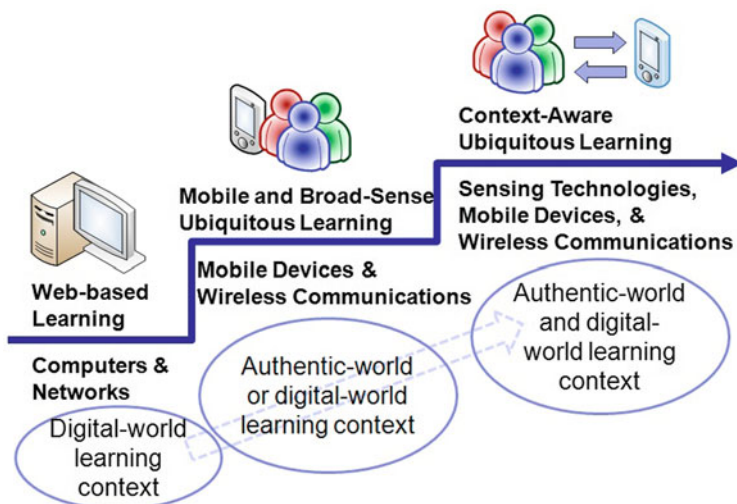 Context-Aware
Ubiquitous Learning
Mobile and Broad-Sense
Ubiquitous Learning
Sensing Technologies,
Mobile Devices, &
Wireless Communications
Web-based
Learning
Mobile Devices &
Wireless Communications
Computers &
Networks
Digital-world
learning
context
Authentic-world
or digital-world
learning context
Authentic-world
and digital-
world learning
context